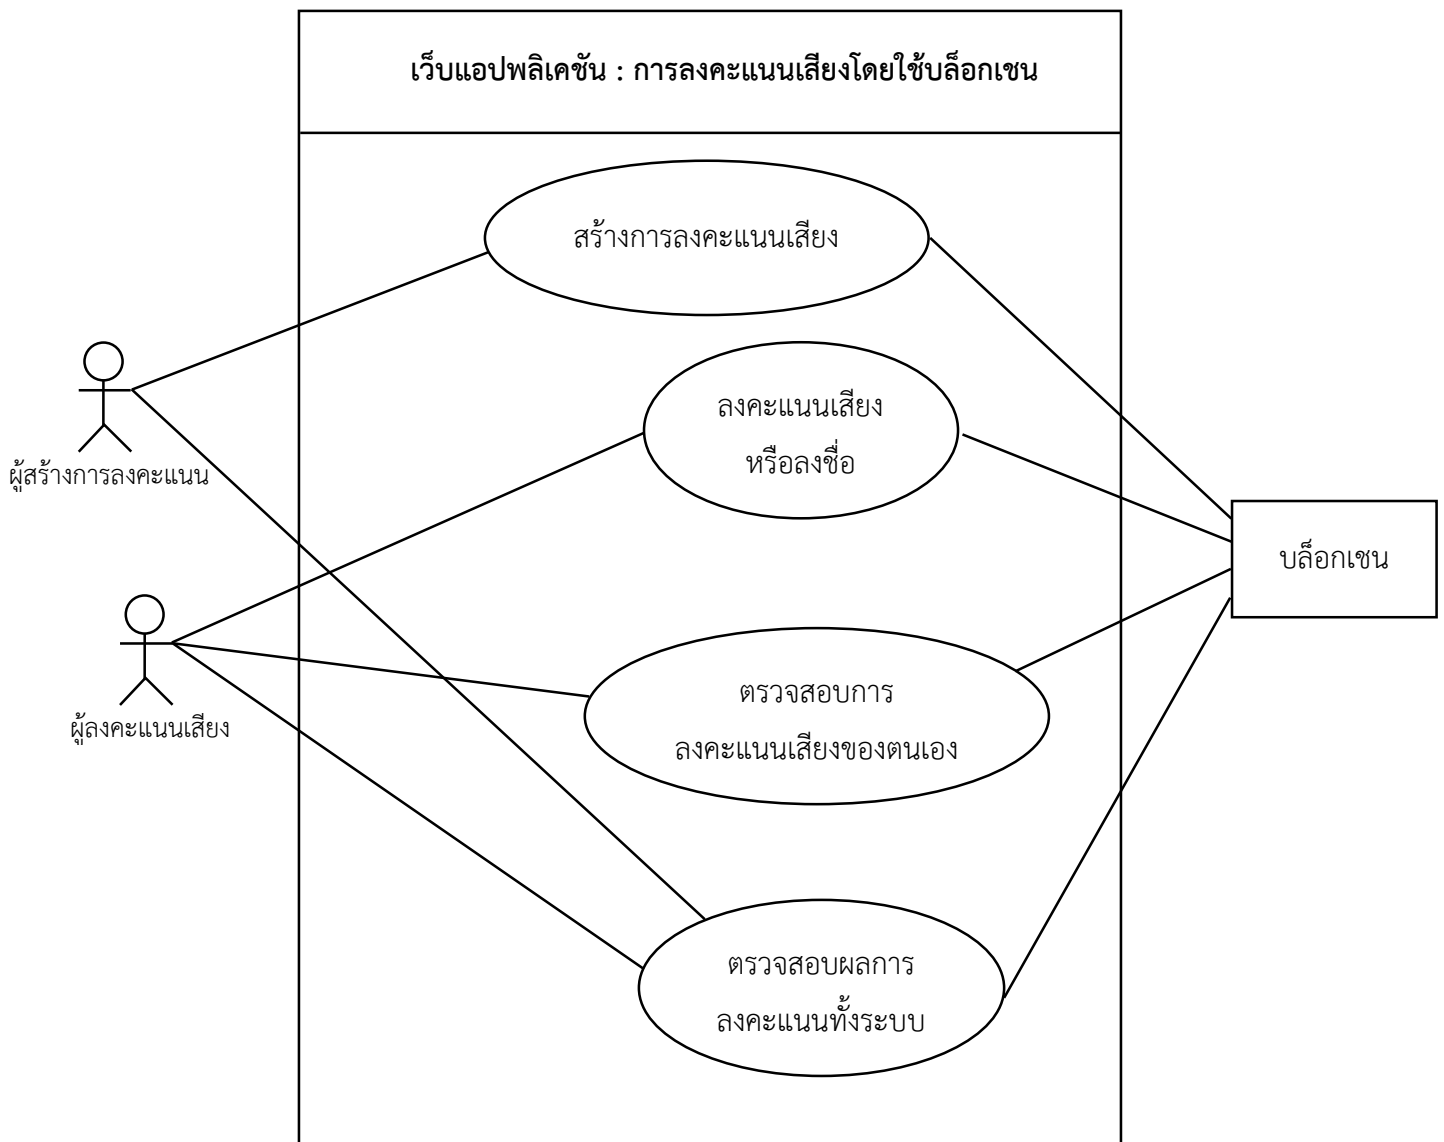 เว็บแอปพลิเคชัน : การลงคะแนนเสียงโดยใช้บล็อกเชน
สร้างการลงคะแนนเสียง
ลงคะแนนเสียง
หรือลงชื่อ
ผู้สร้างการลงคะแนน
บล็อกเชน
ตรวจสอบการ
ลงคะแนนเสียงของตนเอง
ผู้ลงคะแนนเสียง
ตรวจสอบผลการ
ลงคะแนนทั้งระบบ